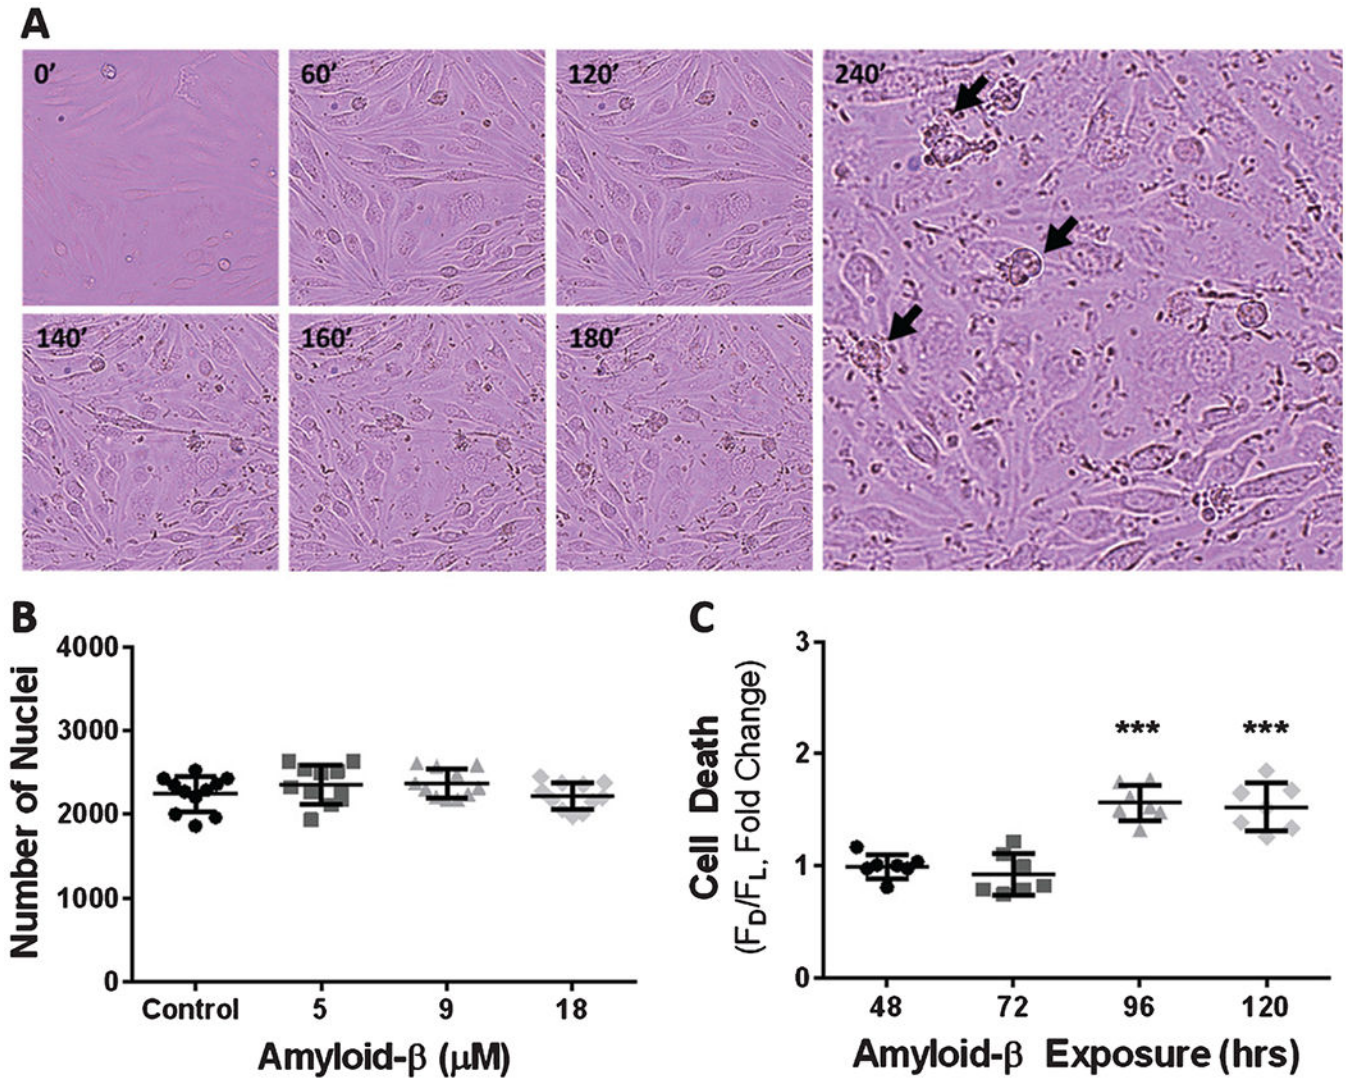 A
0′
60′
120′
240′
140′
160′
180′
B
Number of Nuclei
4000
3000
2000
1000
0
Control
5
9
18
Amyloid-β (μM)
C
Cell Death
(F_D/F_L, Fold Change)
3
2
1
0
***
***
48
72
96
120
Amyloid-β Exposure (hrs)